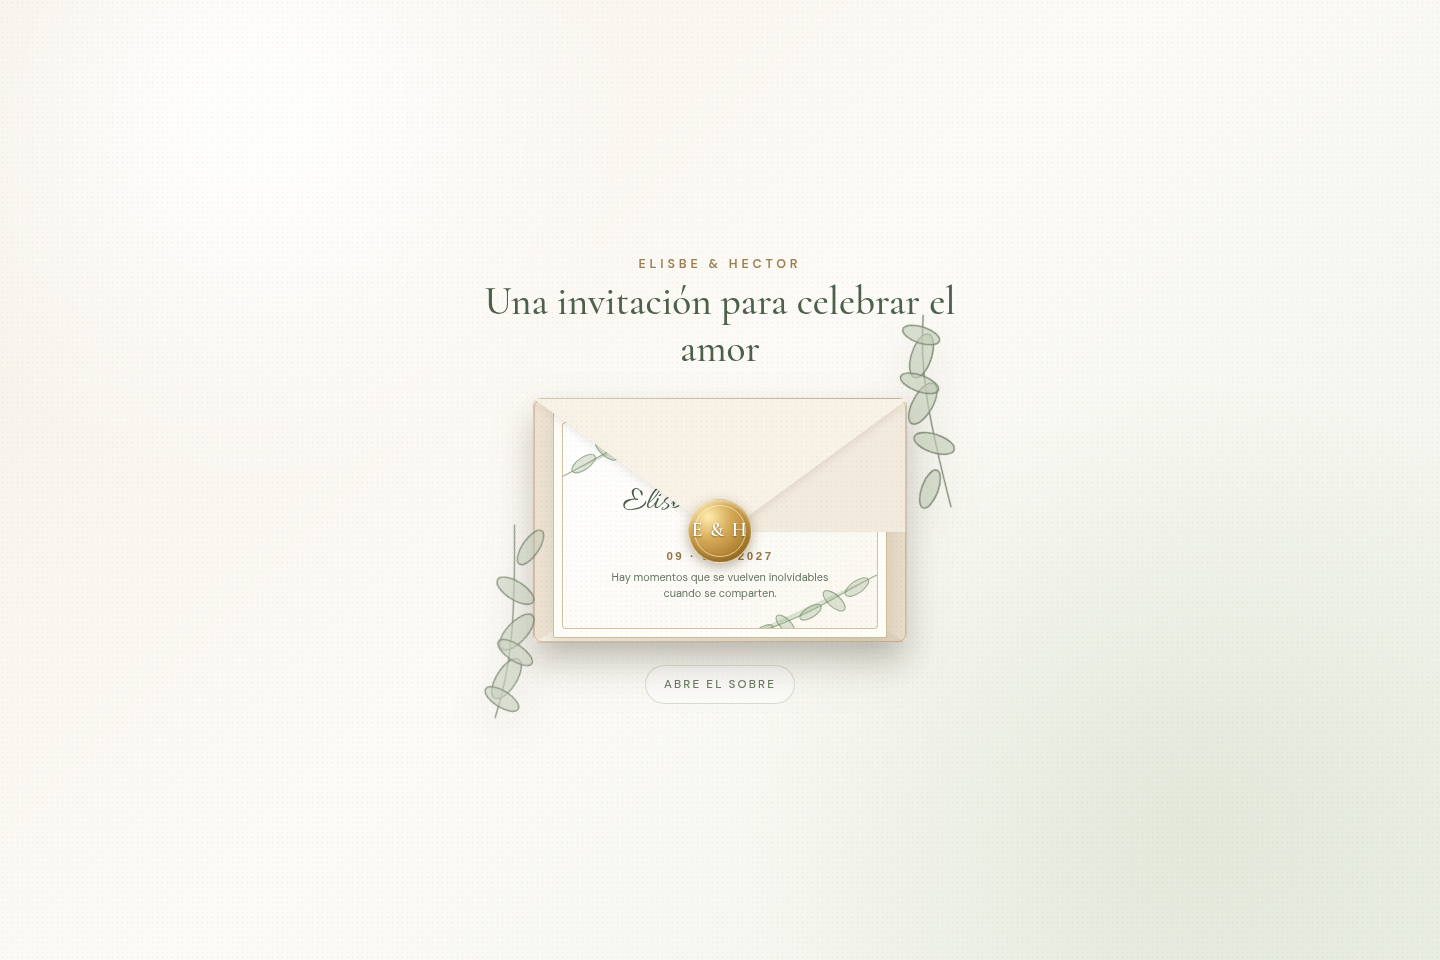 ELISBE & HECTOR
Una invitación para celebrar el
amor
E & H
09 · 2027
Hay momentos que se vuelven inolvidables
cuando se comparten.
ABRE EL SOBRE